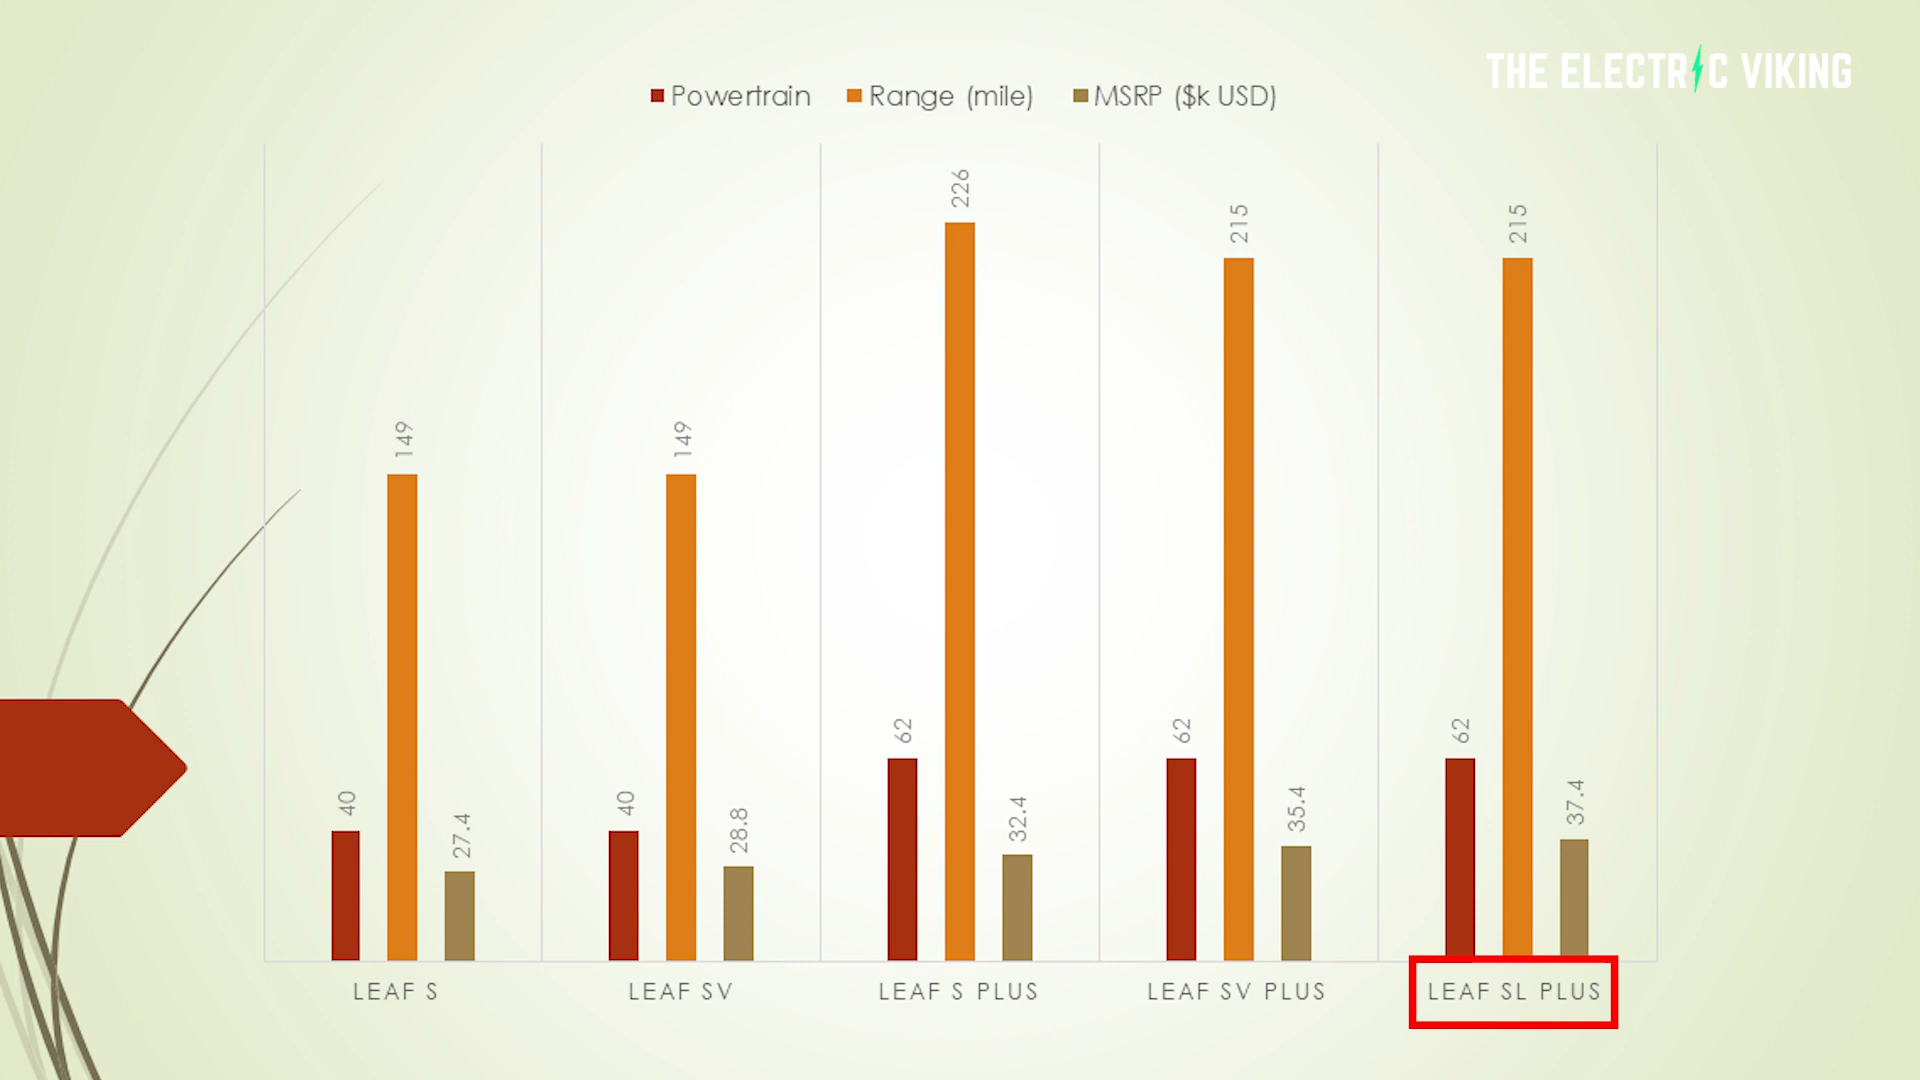 THE ELECTRIC VIKING
Powertrain Range (mile) MSRP ($k USD)
40 149 27.4
40 149 28.8
62 226 32.4
62 215 35.4
62 215 37.4
LEAF S LEAF SV LEAF S PLUS LEAF SV PLUS LEAF SL PLUS